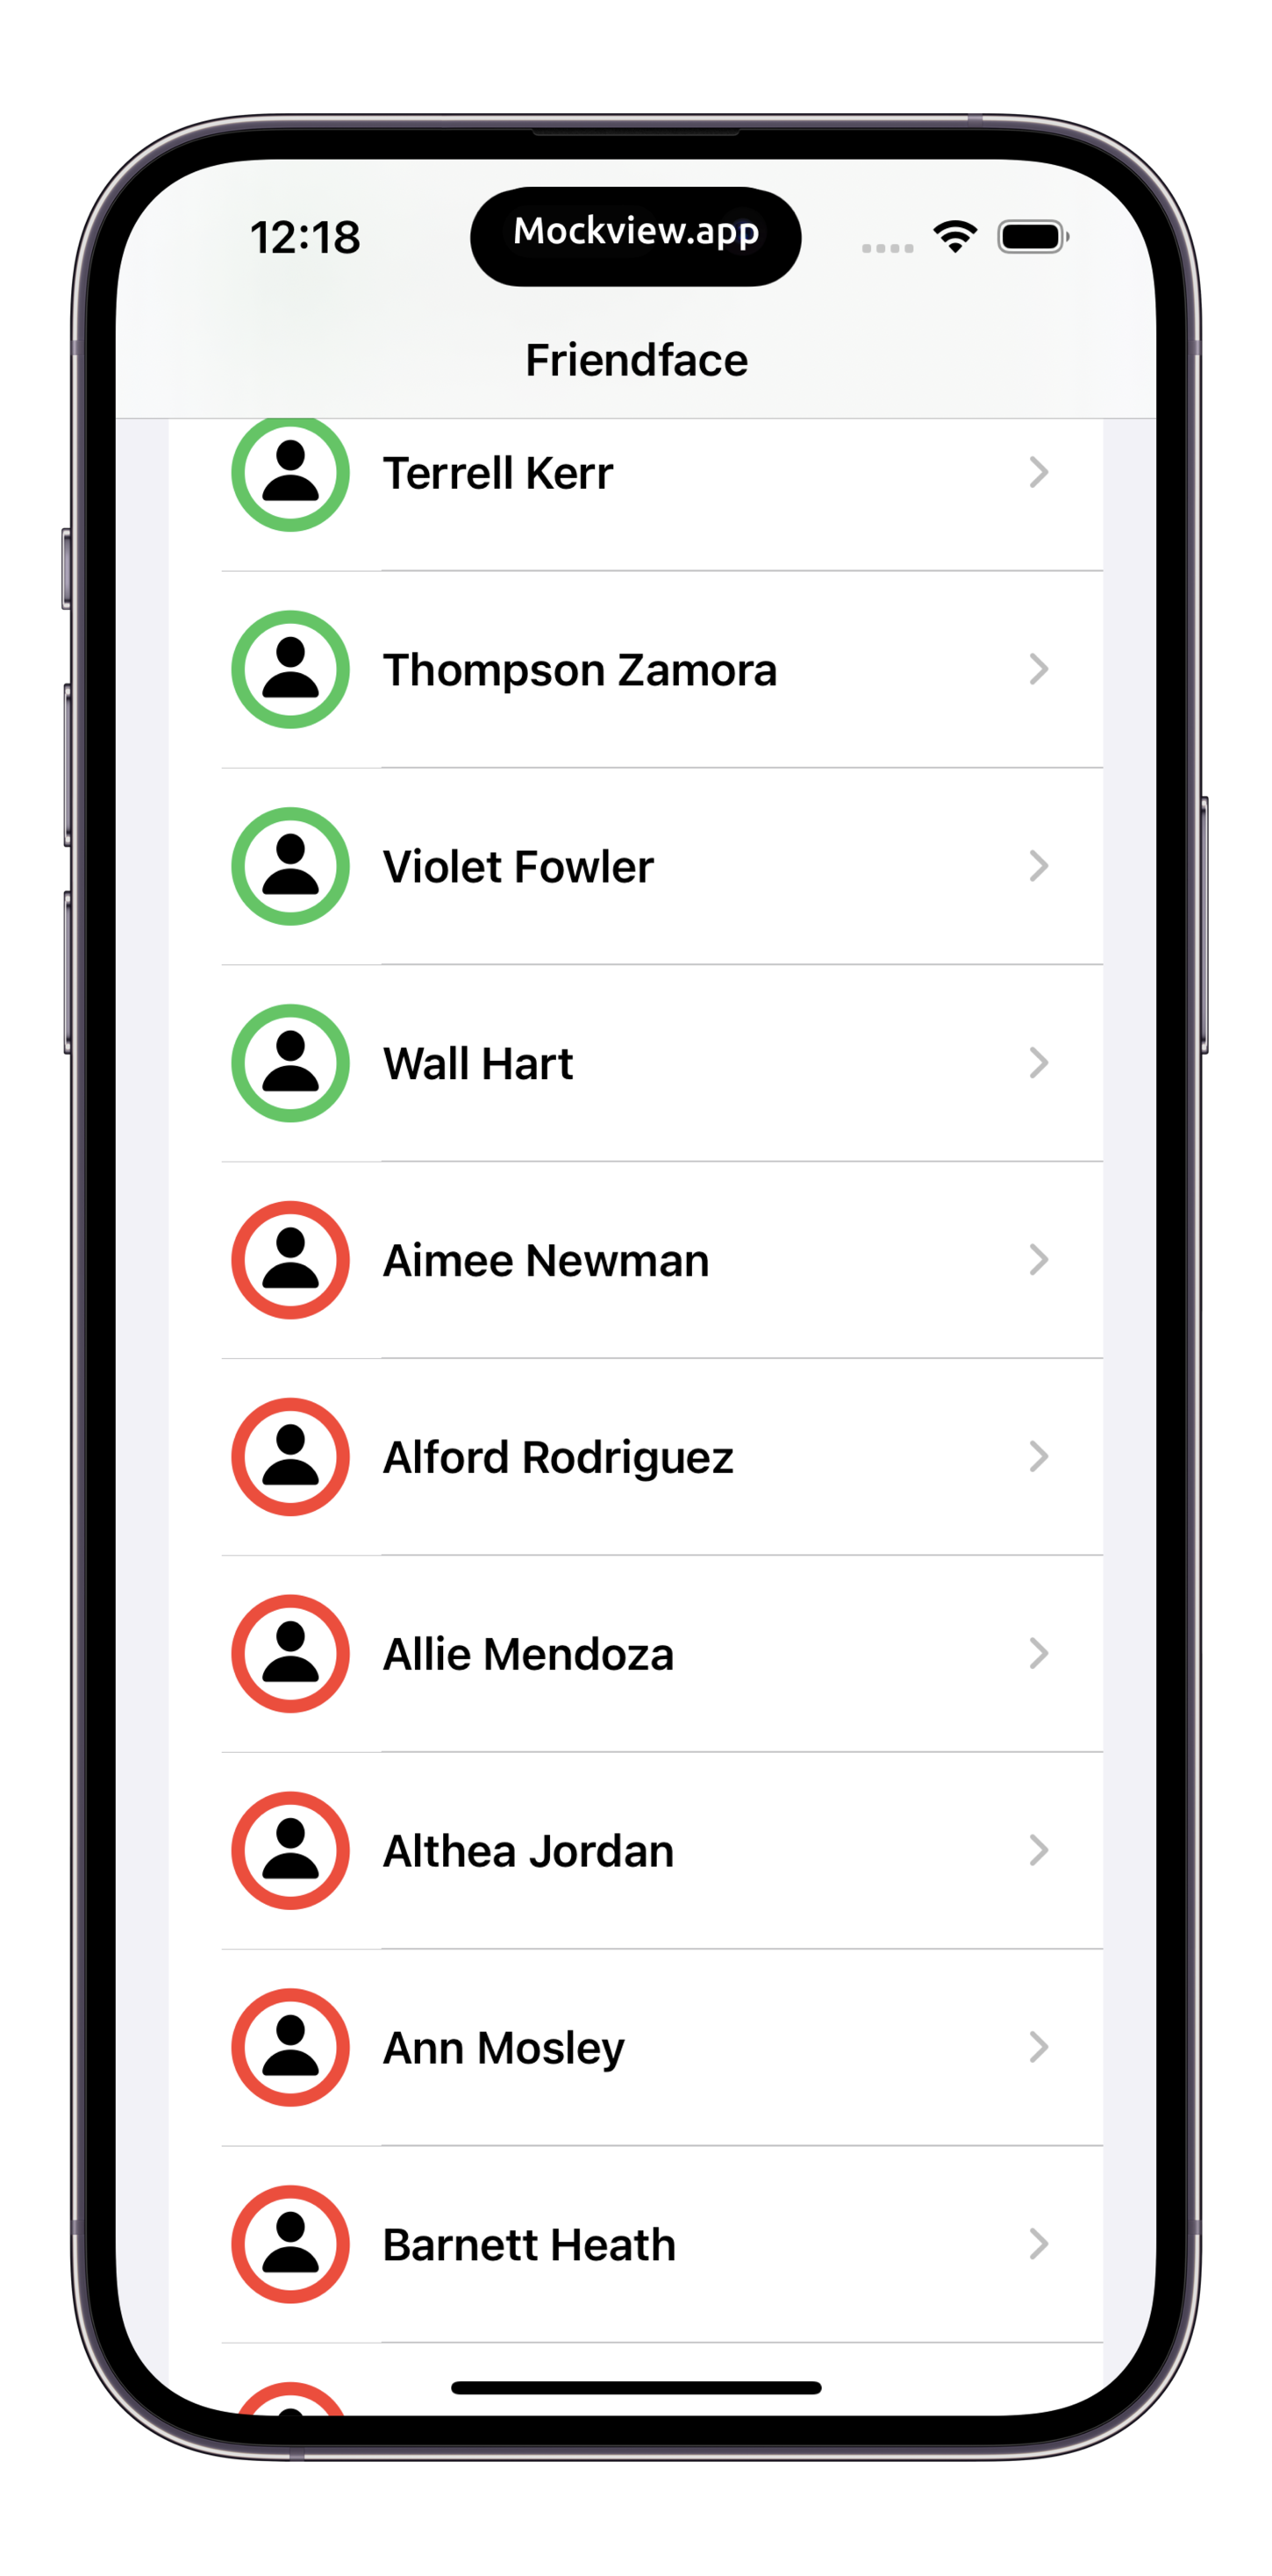 12:18
Mockview.app
Friendface
Terrell Kerr
Thompson Zamora
Violet Fowler
Wall Hart
Aimee Newman
Alford Rodriguez
Allie Mendoza
Althea Jordan
Ann Mosley
Barnett Heath